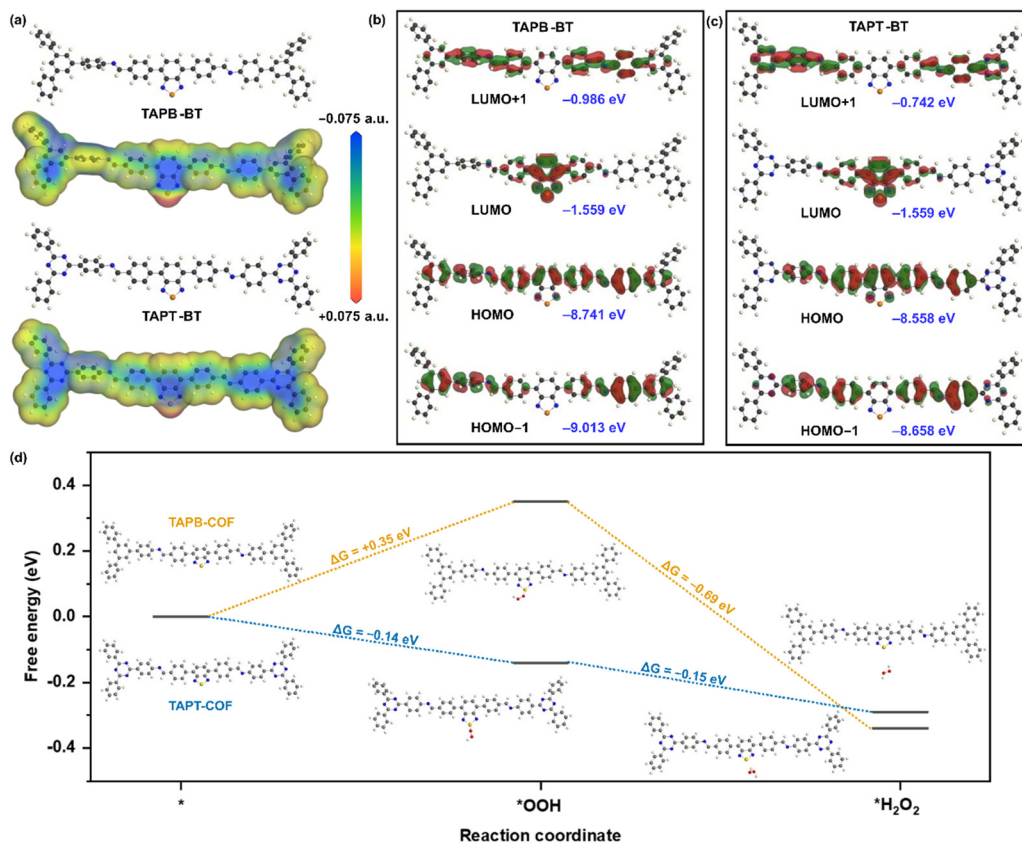 (a)
TAPB-BT
−0.075 a.u.
TAPT-BT
+0.075 a.u.
(b)
TAPB-BT
LUMO+1
−0.986 eV
LUMO
−1.559 eV
HOMO
−8.741 eV
HOMO−1
−9.013 eV
(c)
TAPT-BT
LUMO+1
−0.742 eV
LUMO
−1.559 eV
HOMO
−8.558 eV
HOMO−1
−8.658 eV
(d)
Free energy (eV)
0.4
0.2
0.0
-0.2
-0.4
TAPB-COF
TAPT-COF
ΔG = +0.35 eV
ΔG = −0.69 eV
ΔG = −0.14 eV
ΔG = −0.15 eV
*
*OOH
*H₂O₂
Reaction coordinate